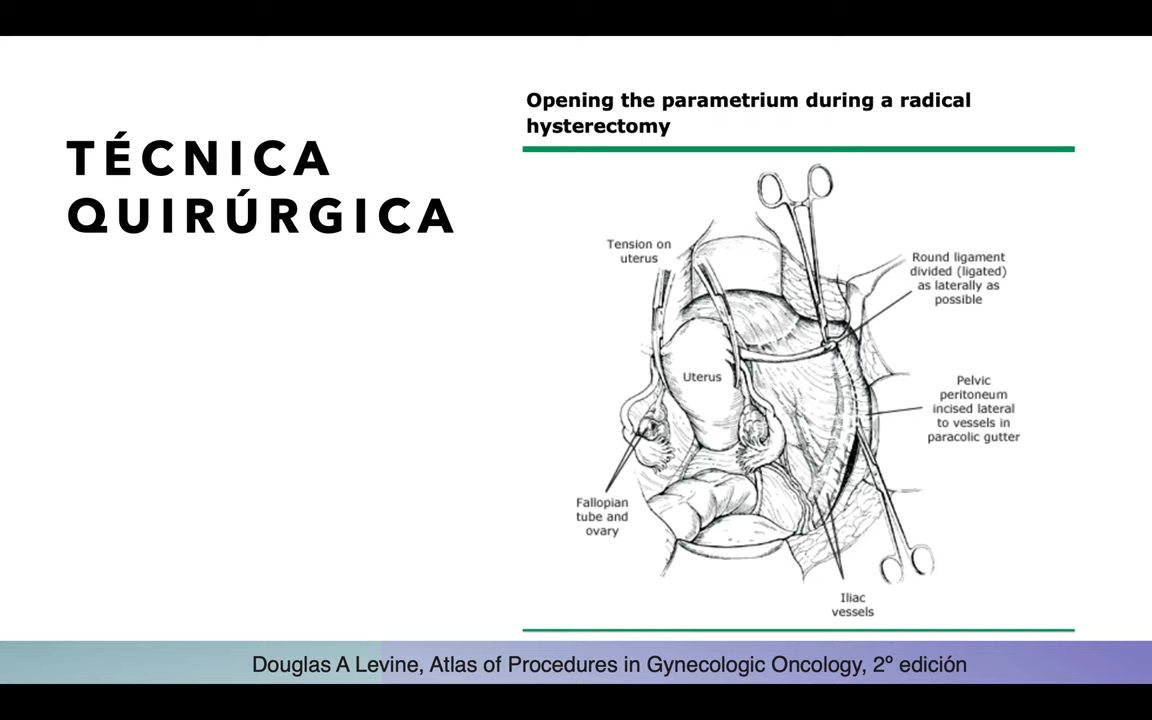 TÉCNICA
QUIRÚRGICA
Opening the parametrium during a radical
hysterectomy
Tension on
uterus
Round ligament
divided (ligated)
as laterally as
possible
Uterus
Pelvic
peritoneum
incised lateral
to vessels in
paracolic gutter
Fallopian
tube and
ovary
Iliac
vessels
Douglas A Levine, Atlas of Procedures in Gynecologic Oncology, 2º edición